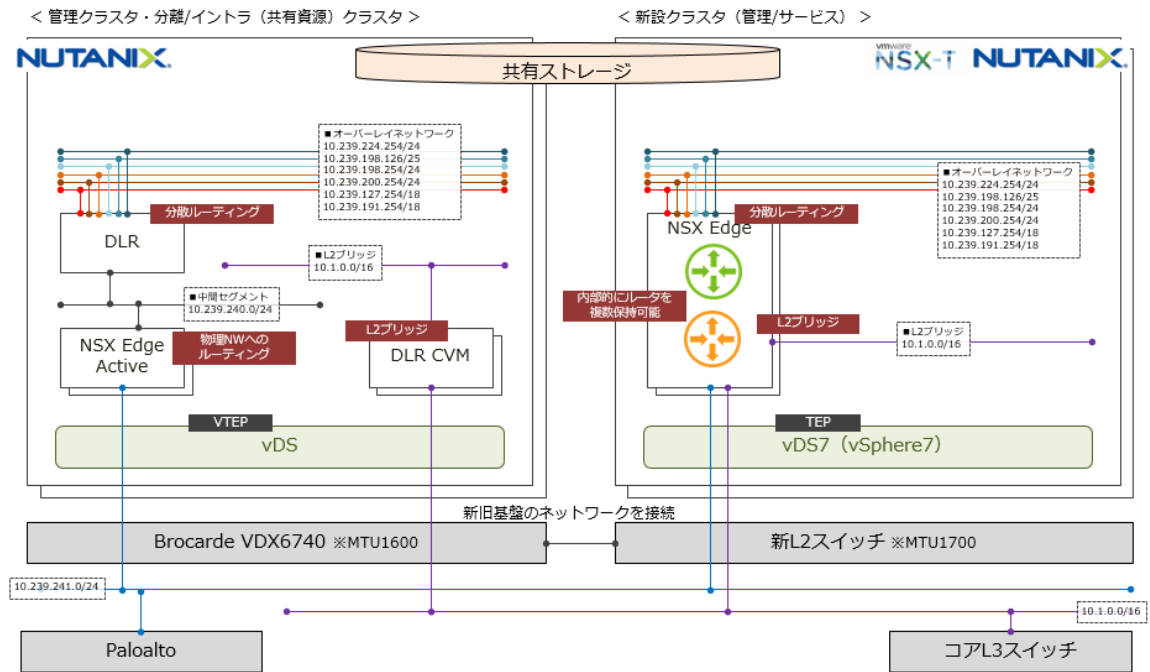 ＜ 管理クラスタ・分離/イントラ（共有資源）クラスタ ＞
＜ 新設クラスタ（管理/サービス） ＞
NUTANIX.
共有ストレージ
vmware
NSX-T
NUTANIX.
■オーバーレイネットワーク
10.239.224.254/24
10.239.198.126/25
10.239.198.254/24
10.239.200.254/24
10.239.127.254/18
10.239.191.254/18
■オーバーレイネットワーク
10.239.224.254/24
10.239.198.126/25
10.239.198.254/24
10.239.200.254/24
10.239.127.254/18
10.239.191.254/18
分散ルーティング
DLR
分散ルーティング
NSX Edge
■L2ブリッジ
10.1.0.0/16
■中間セグメント
10.239.240.0/24
内部的にルータを
複数保持可能
NSX Edge
Active
物理NWへの
ルーティング
L2ブリッジ
DLR CVM
L2ブリッジ
■L2ブリッジ
10.1.0.0/16
VTEP
vDS
TEP
vDS7（vSphere7）
新旧基盤のネットワークを接続
Brocarde VDX6740 ※MTU1600
新L2スイッチ ※MTU1700
10.239.241.0/24
10.1.0.0/16
Paloalto
コアL3スイッチ